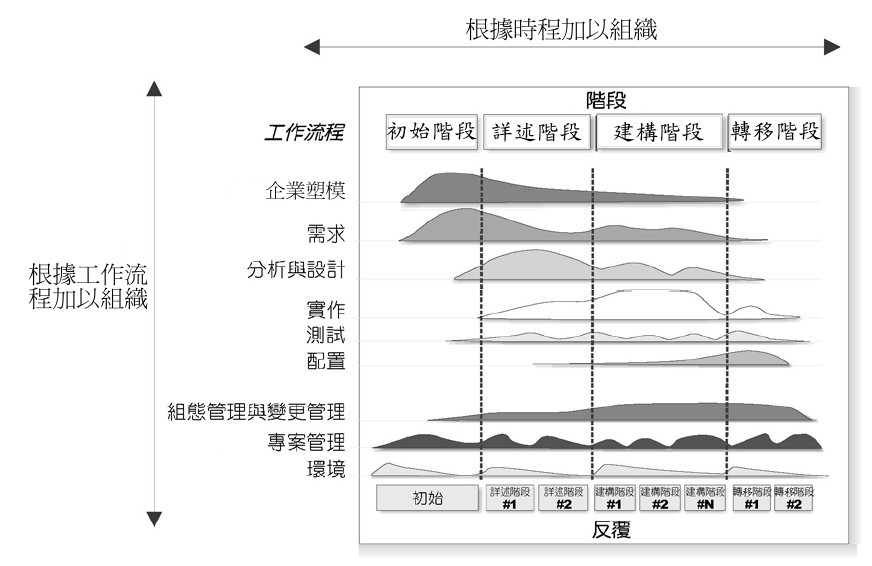 根據時程加以組織
階段
工作流程
初始階段
詳述階段
建構階段
轉移階段
企業塑模
需求
分析與設計
根據工作流
程加以組織
實作
測試
配置
組態管理與變更管理
專案管理
環境
初始
詳述階段
#1
詳述階段
#2
建構階段
#1
建構階段
#2
建構階段
#N
轉移階段
#1
轉移階段
#2
反覆